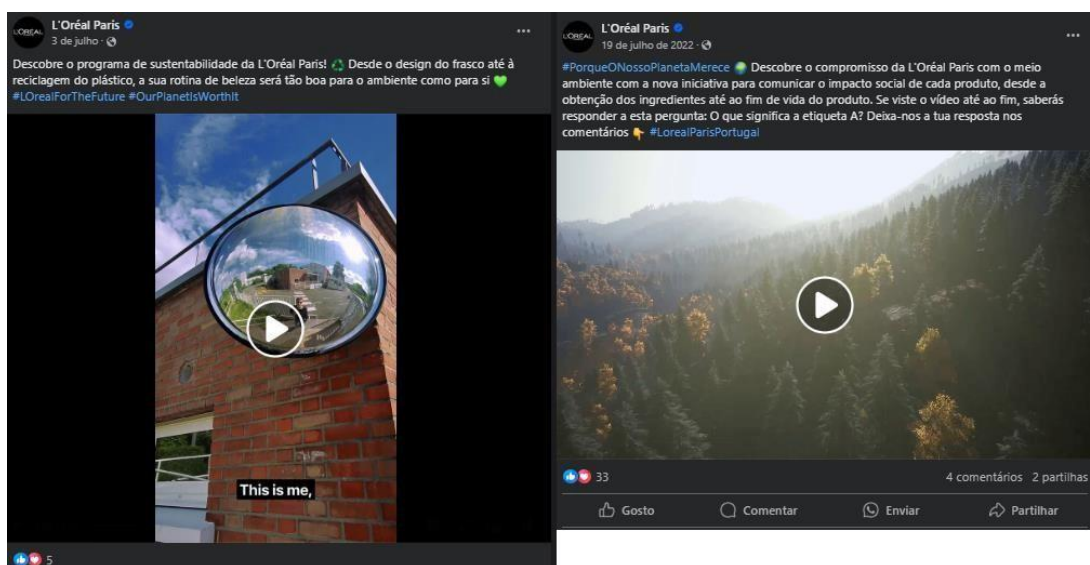 L'ORÉAL
L'Oréal Paris
3 de julho ·
Descobre o programa de sustentabilidade da L'Oréal Paris! ♻️ Desde o design do frasco até à
reciclagem do plástico, a sua rotina de beleza será tão boa para o ambiente como para si 💚
#LOrealForTheFuture #OurPlanetIsWorthIt
This is me,
5
L'ORÉAL
L'Oréal Paris
19 de julho de 2022 ·
#PorqueONossoPlanetaMerece 🌍 Descobre o compromisso da L'Oréal Paris com o meio
ambiente com a nova iniciativa para comunicar o impacto social de cada produto, desde a
obtenção dos ingredientes até ao fim de vida do produto. Se viste o vídeo até ao fim, saberás
responder a esta pergunta: O que significa a etiqueta A? Deixa-nos a tua resposta nos
comentários 👇 #LorealParisPortugal
33
4 comentários 2 partilhas
Gosto Comentar Enviar Partilhar